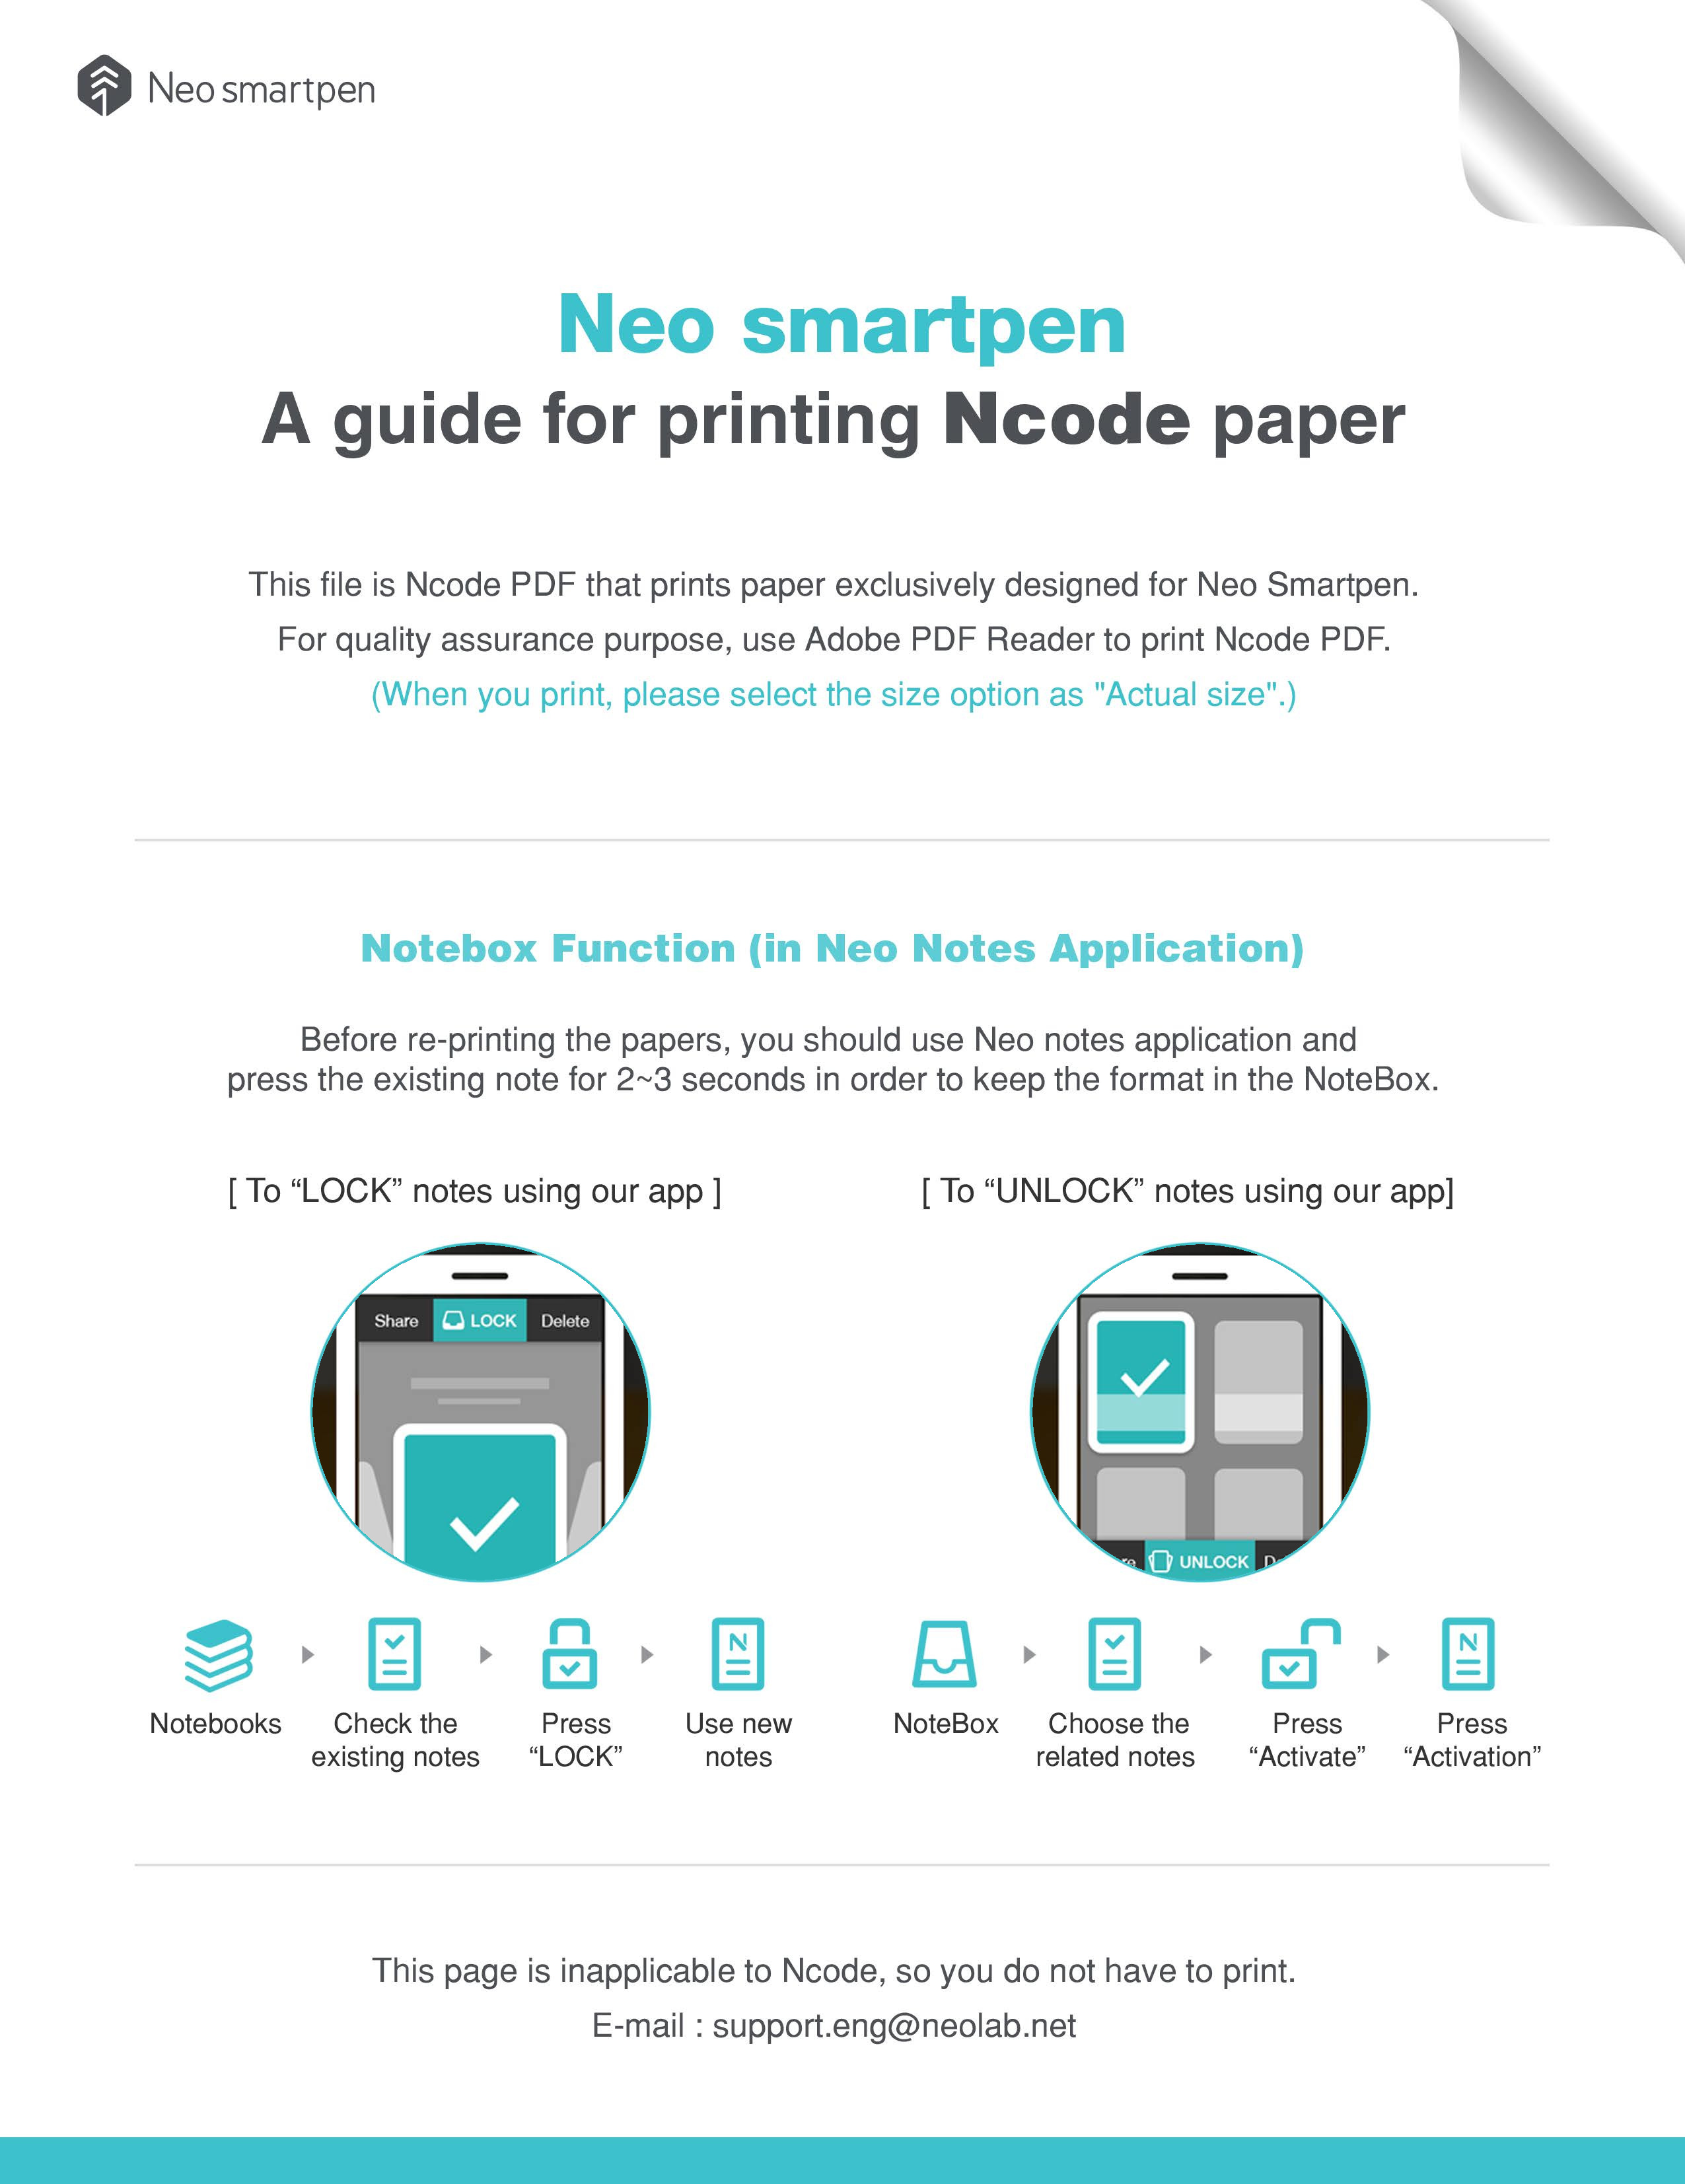 Neo smartpen
Neo smartpen
A guide for printing Ncode paper
This file is Ncode PDF that prints paper exclusively designed for Neo Smartpen.
For quality assurance purpose, use Adobe PDF Reader to print Ncode PDF.
(When you print, please select the size option as "Actual size".)
Notebox Function (in Neo Notes Application)
Before re-printing the papers, you should use Neo notes application and
press the existing note for 2~3 seconds in order to keep the format in the NoteBox.
[ To “LOCK” notes using our app ]
Share LOCK Delete
Notebooks
Check the
existing notes
Press
“LOCK”
N
Use new
notes
[ To “UNLOCK” notes using our app]
UNLOCK
NoteBox
Choose the
related notes
Press
“Activate”
N
Press
“Activation”
This page is inapplicable to Ncode, so you do not have to print.
E-mail : support.eng@neolab.net